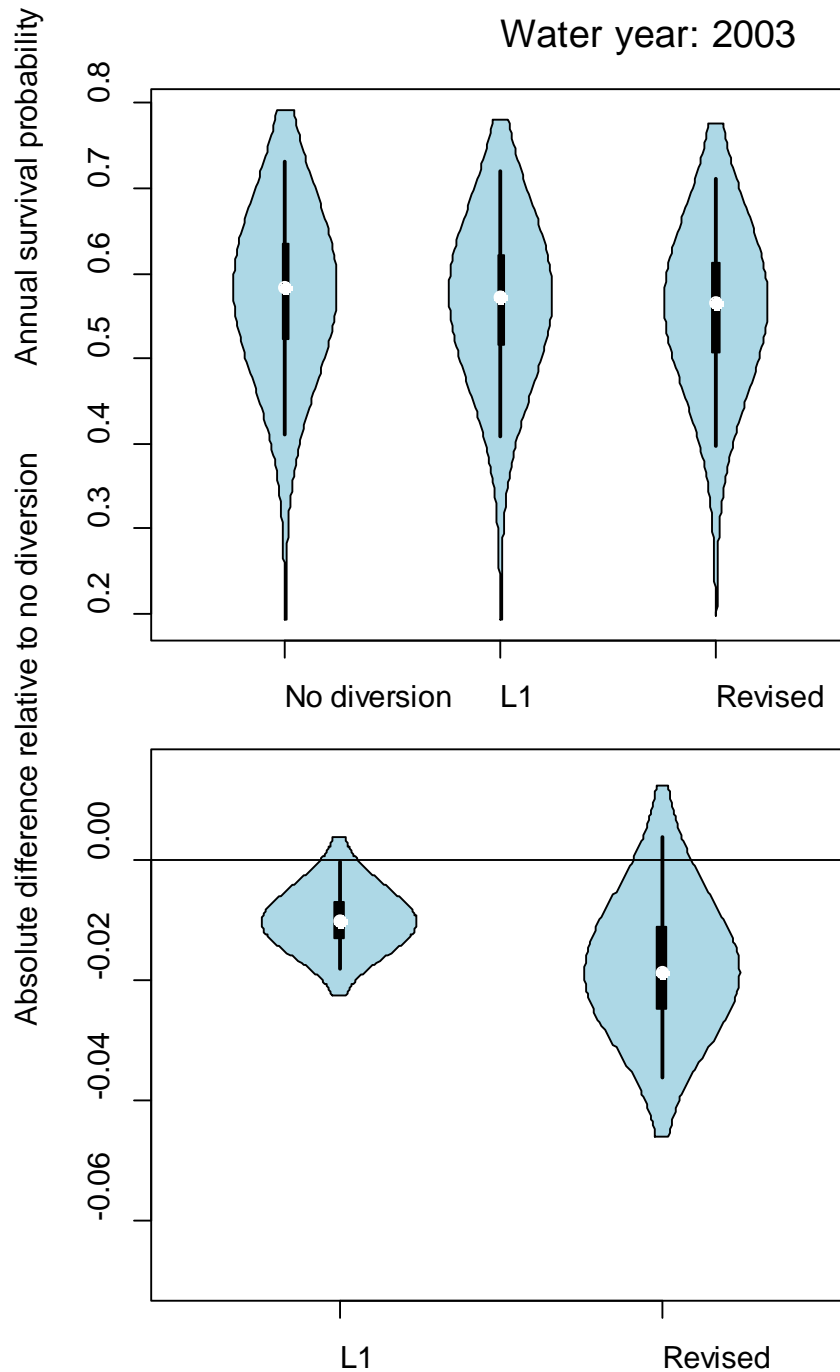 Water year: 2003
Annual survival probability
0.8
0.7
0.6
0.5
0.4
0.3
0.2
No diversion L1 Revised
Absolute difference relative to no diversion
0.00
-0.02
-0.04
-0.06
L1 Revised